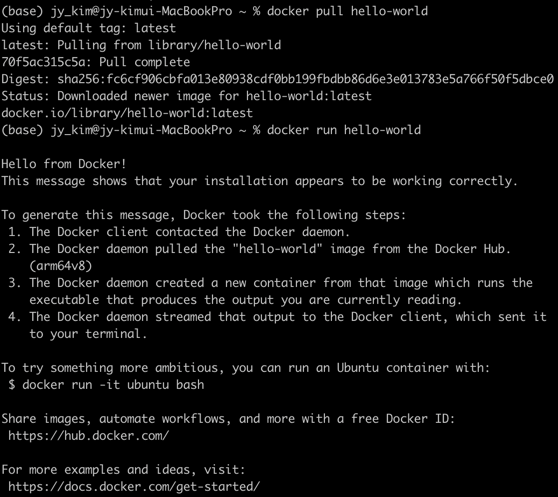 (base) jy_kim@jy-kimui-MacBookPro ~ % docker pull hello-world
Using default tag: latest
latest: Pulling from library/hello-world
70f5ac315c5a: Pull complete
Digest: sha256:fc6cf906cbfa013e80938cdf0bb199fbdbb86d6e3e013783e5a766f50f5dbce0
Status: Downloaded newer image for hello-world:latest
docker.io/library/hello-world:latest
(base) jy_kim@jy-kimui-MacBookPro ~ % docker run hello-world

Hello from Docker!
This message shows that your installation appears to be working correctly.

To generate this message, Docker took the following steps:
 1. The Docker client contacted the Docker daemon.
 2. The Docker daemon pulled the "hello-world" image from the Docker Hub.
    (arm64v8)
 3. The Docker daemon created a new container from that image which runs the
    executable that produces the output you are currently reading.
 4. The Docker daemon streamed that output to the Docker client, which sent it
    to your terminal.

To try something more ambitious, you can run an Ubuntu container with:
 $ docker run -it ubuntu bash

Share images, automate workflows, and more with a free Docker ID:
 https://hub.docker.com/

For more examples and ideas, visit:
 https://docs.docker.com/get-started/